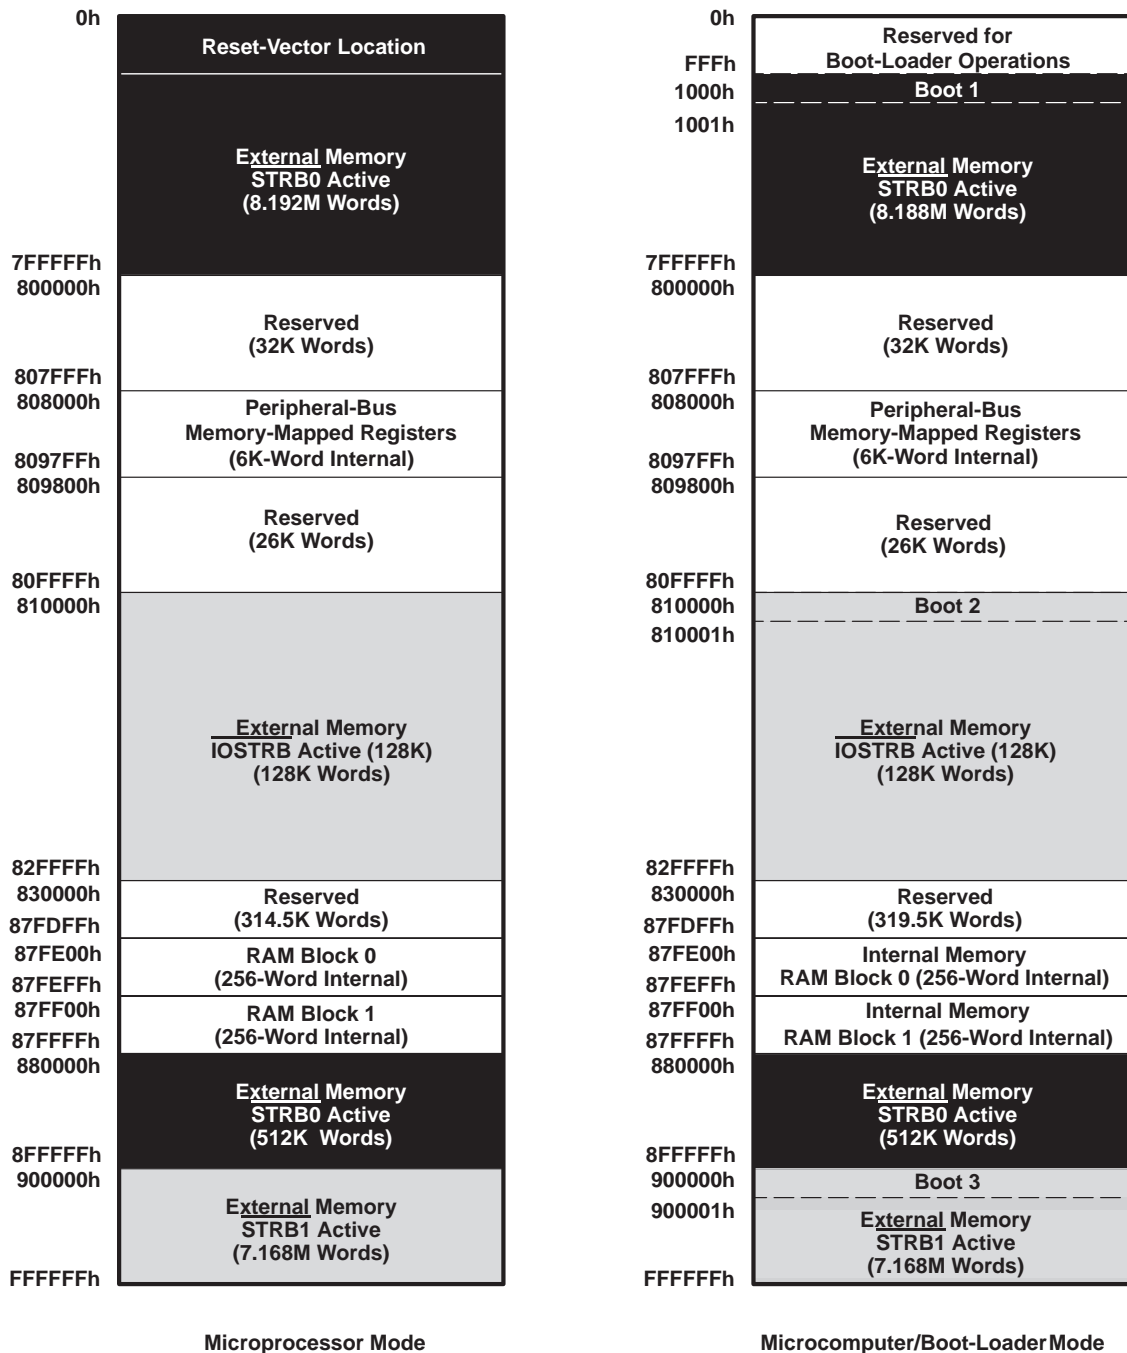 0h
Reset-Vector Location
External Memory
STRB0 Active
(8.192M Words)
7FFFFFh
800000h
Reserved
(32K Words)
807FFFh
808000h
Peripheral-Bus
Memory-Mapped Registers
(6K-Word Internal)
8097FFh
809800h
Reserved
(26K Words)
80FFFFh
810000h
External Memory
IOSTRB Active (128K)
(128K Words)
82FFFFh
830000h
Reserved
(314.5K Words)
87FDFFh
87FE00h
RAM Block 0
(256-Word Internal)
87FEFFh
87FF00h
RAM Block 1
(256-Word Internal)
87FFFFh
880000h
External Memory
STRB0 Active
(512K Words)
8FFFFFh
900000h
External Memory
STRB1 Active
(7.168M Words)
FFFFFFh
Microprocessor Mode
0h
Reserved for
Boot-Loader Operations
FFFh
1000h
Boot 1
1001h
External Memory
STRB0 Active
(8.188M Words)
7FFFFFh
800000h
Reserved
(32K Words)
807FFFh
808000h
Peripheral-Bus
Memory-Mapped Registers
(6K-Word Internal)
8097FFh
809800h
Reserved
(26K Words)
80FFFFh
810000h
Boot 2
810001h
External Memory
IOSTRB Active (128K)
(128K Words)
82FFFFh
830000h
Reserved
(319.5K Words)
87FDFFh
87FE00h
Internal Memory
RAM Block 0 (256-Word Internal)
87FEFFh
87FF00h
Internal Memory
RAM Block 1 (256-Word Internal)
87FFFFh
880000h
External Memory
STRB0 Active
(512K Words)
8FFFFFh
900000h
Boot 3
900001h
External Memory
STRB1 Active
(7.168M Words)
FFFFFFh
Microcomputer/Boot-Loader Mode